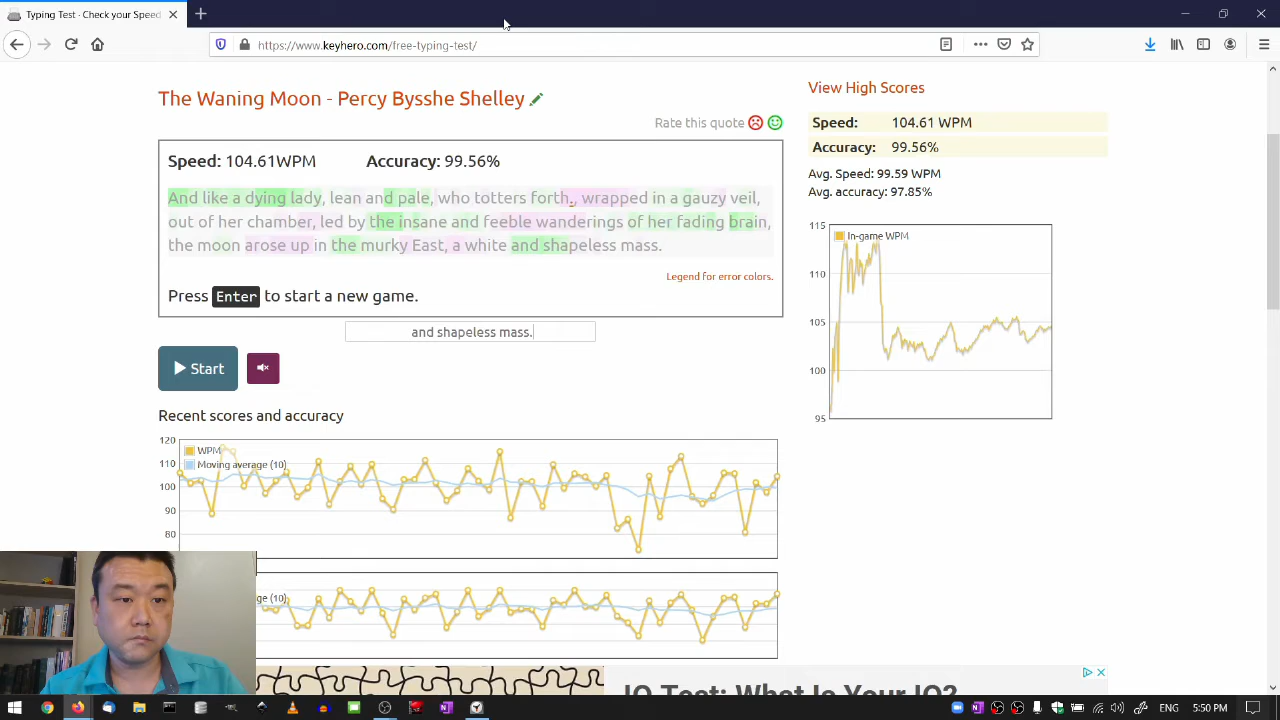 Typing Test - Check your Speed
https://www.keyhero.com/free-typing-test/
The Waning Moon - Percy Bysshe Shelley
Rate this quote
Speed: 104.61WPM Accuracy: 99.56%
And like a dying lady, lean and pale, who totters forth., wrapped in a gauzy veil,
out of her chamber, led by the insane and feeble wanderings of her fading brain,
the moon arose up in the murky East, a white and shapeless mass.
Legend for error colors.
Press Enter to start a new game.
and shapeless mass.
Start
Recent scores and accuracy
120
110
100
90
80
WPM
Moving average (10)
age (10)
View High Scores
Speed: 104.61 WPM
Accuracy: 99.56%
Avg. Speed: 99.59 WPM
Avg. accuracy: 97.85%
115
110
105
100
95
In-game WPM
IQ Test: What Is Your IQ?
ENG 5:50 PM